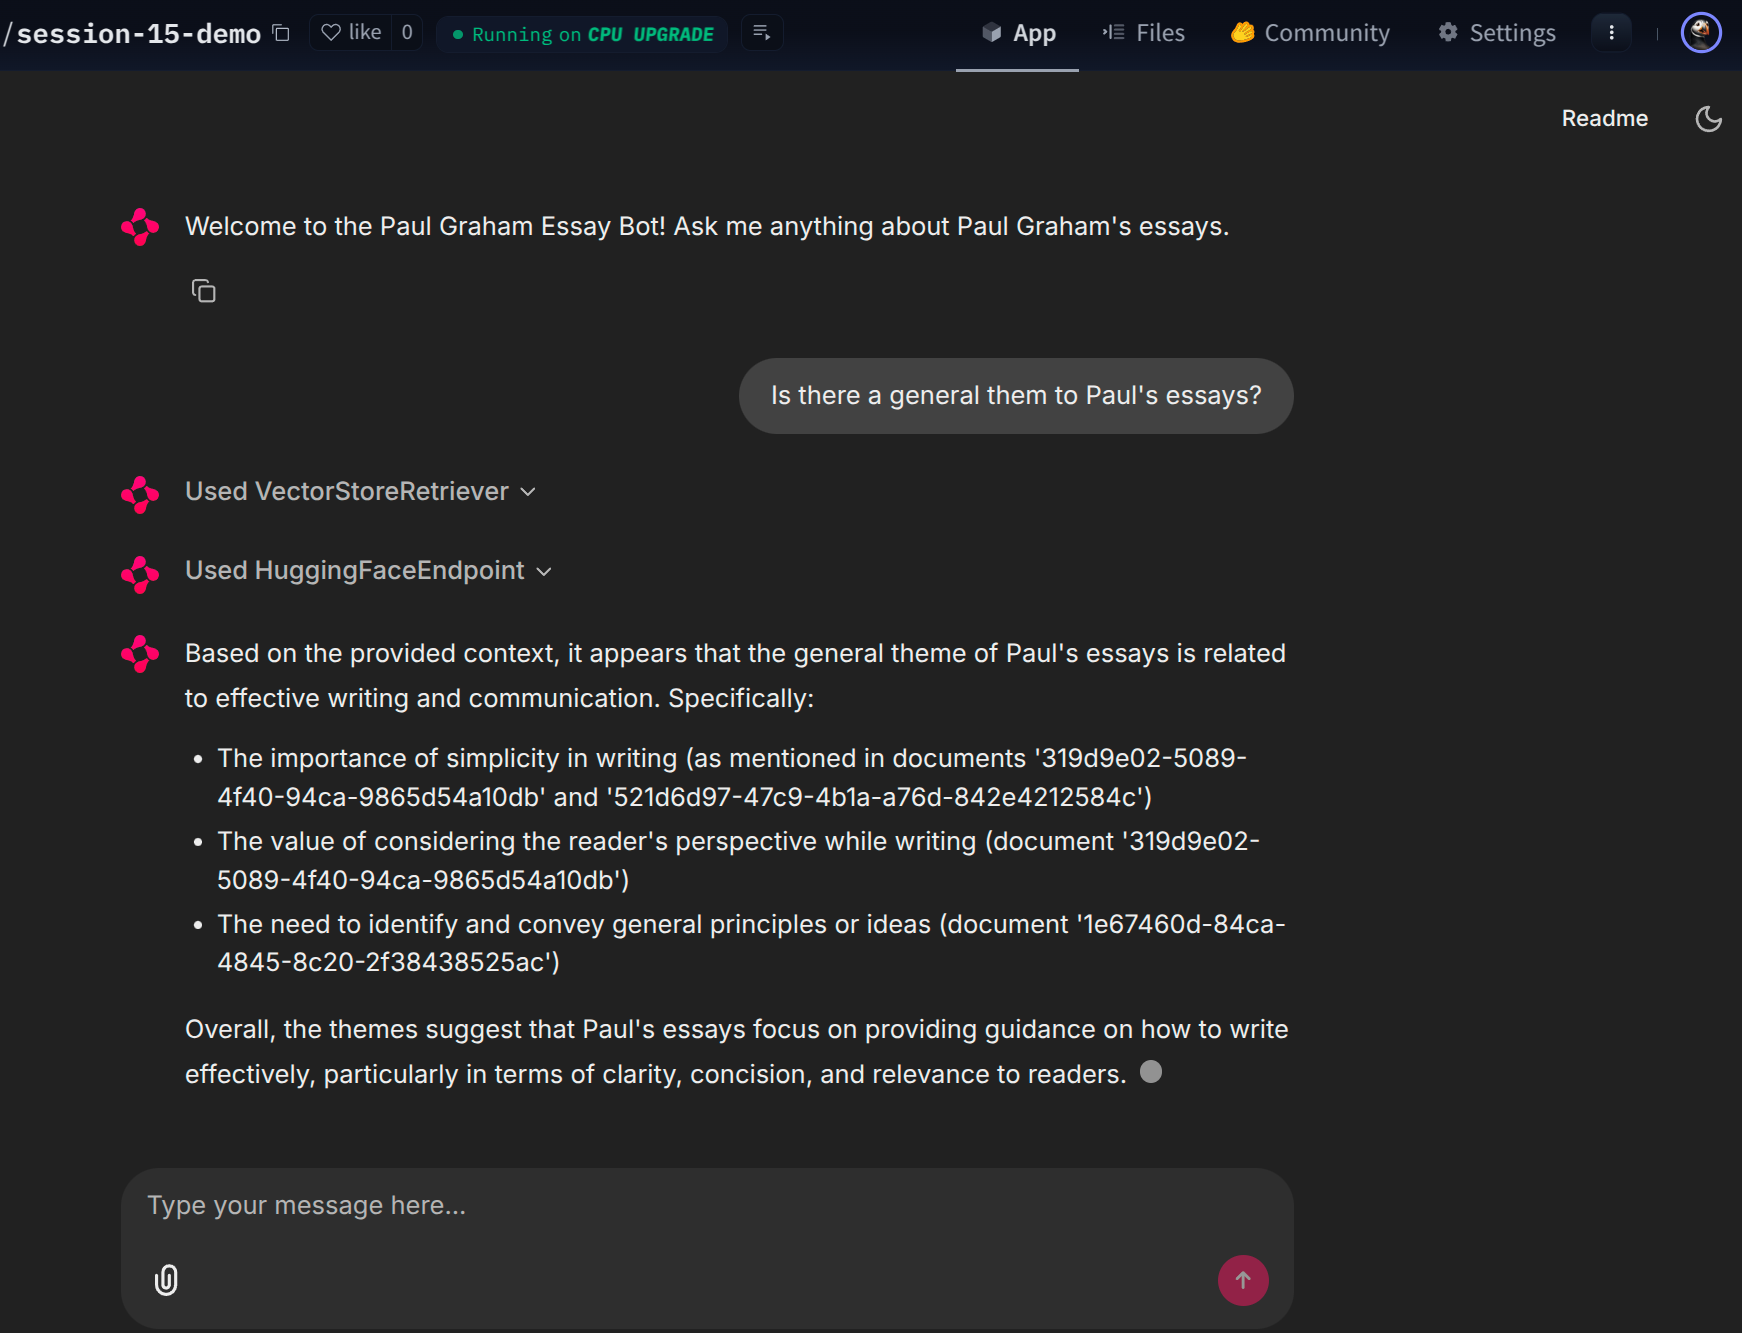 /session-15-demo
like 0
Running on CPU UPGRADE
App
Files
Community
Settings
Readme
Welcome to the Paul Graham Essay Bot! Ask me anything about Paul Graham's essays.
Is there a general them to Paul's essays?
Used VectorStoreRetriever
Used HuggingFaceEndpoint
Based on the provided context, it appears that the general theme of Paul's essays is related
to effective writing and communication. Specifically:
• The importance of simplicity in writing (as mentioned in documents '319d9e02-5089-
4f40-94ca-9865d54a10db' and '521d6d97-47c9-4b1a-a76d-842e4212584c')
• The value of considering the reader's perspective while writing (document '319d9e02-
5089-4f40-94ca-9865d54a10db')
• The need to identify and convey general principles or ideas (document '1e67460d-84ca-
4845-8c20-2f38438525ac')
Overall, the themes suggest that Paul's essays focus on providing guidance on how to write
effectively, particularly in terms of clarity, concision, and relevance to readers.
Type your message here...